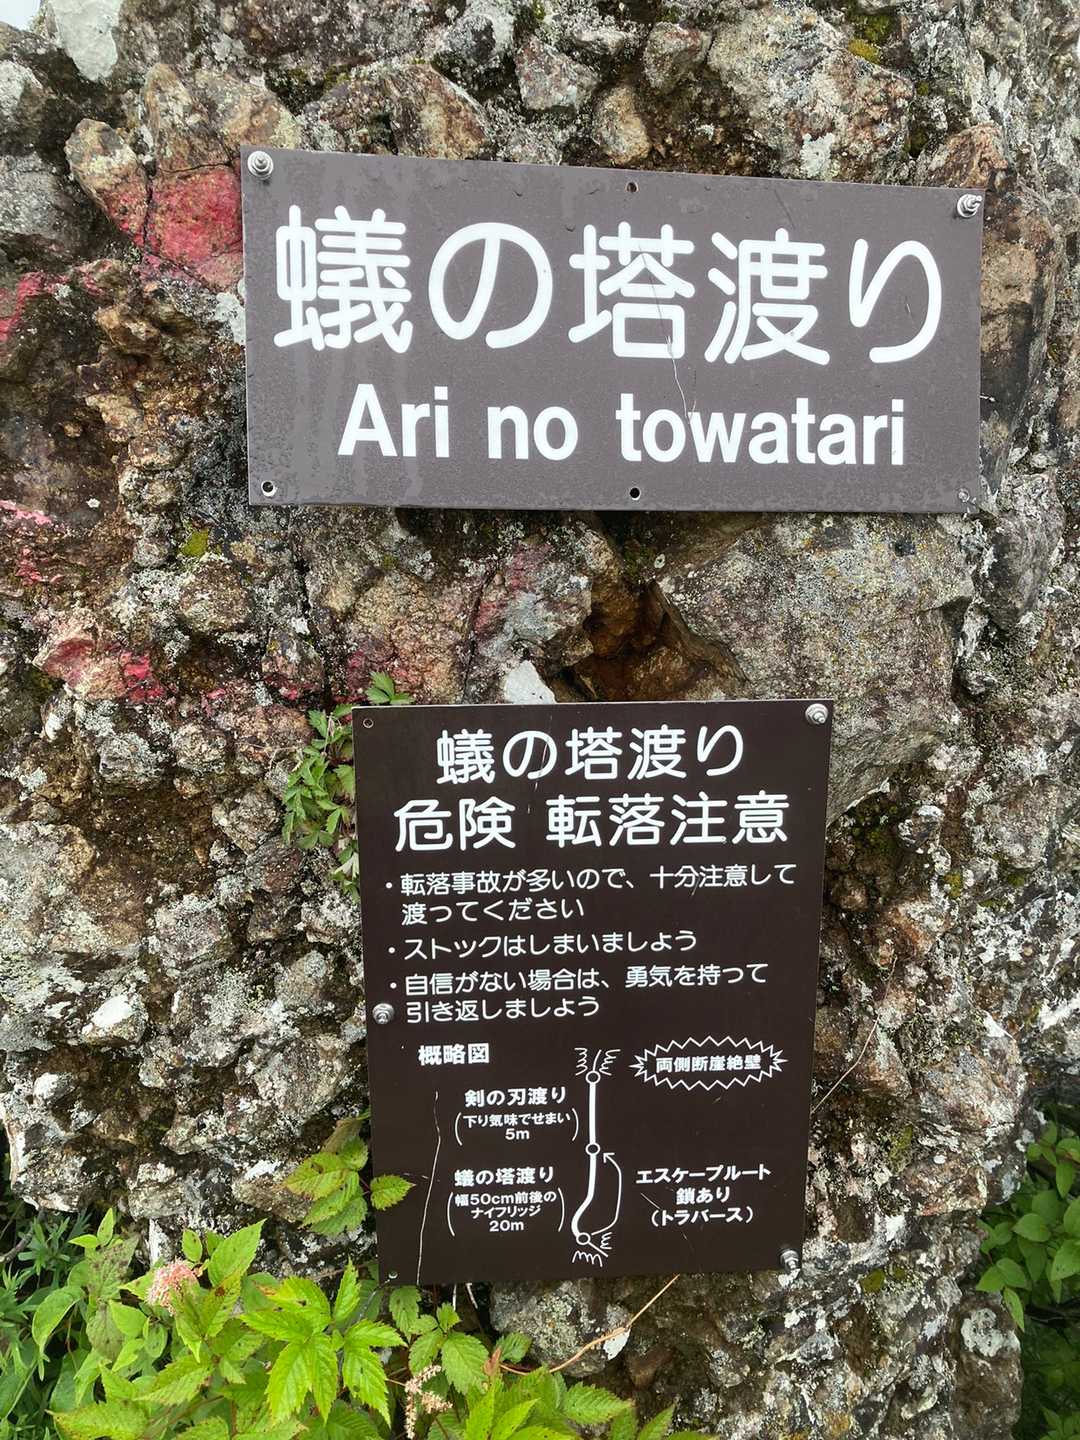 蟻の塔渡り
Ari no towatari
蟻の塔渡り
危険 転落注意
・転落事故が多いので、十分注意して
渡ってください
・ストックはしまいましょう
・自信がない場合は、勇気を持って
引き返しましょう
概略図
両側断崖絶壁
剣の刃渡り
(下り気味でせまい
5m)
蟻の塔渡り
(幅50cm前後の
ナイフリッジ
20m)
エスケープルート
鎖あり
(トラバース)